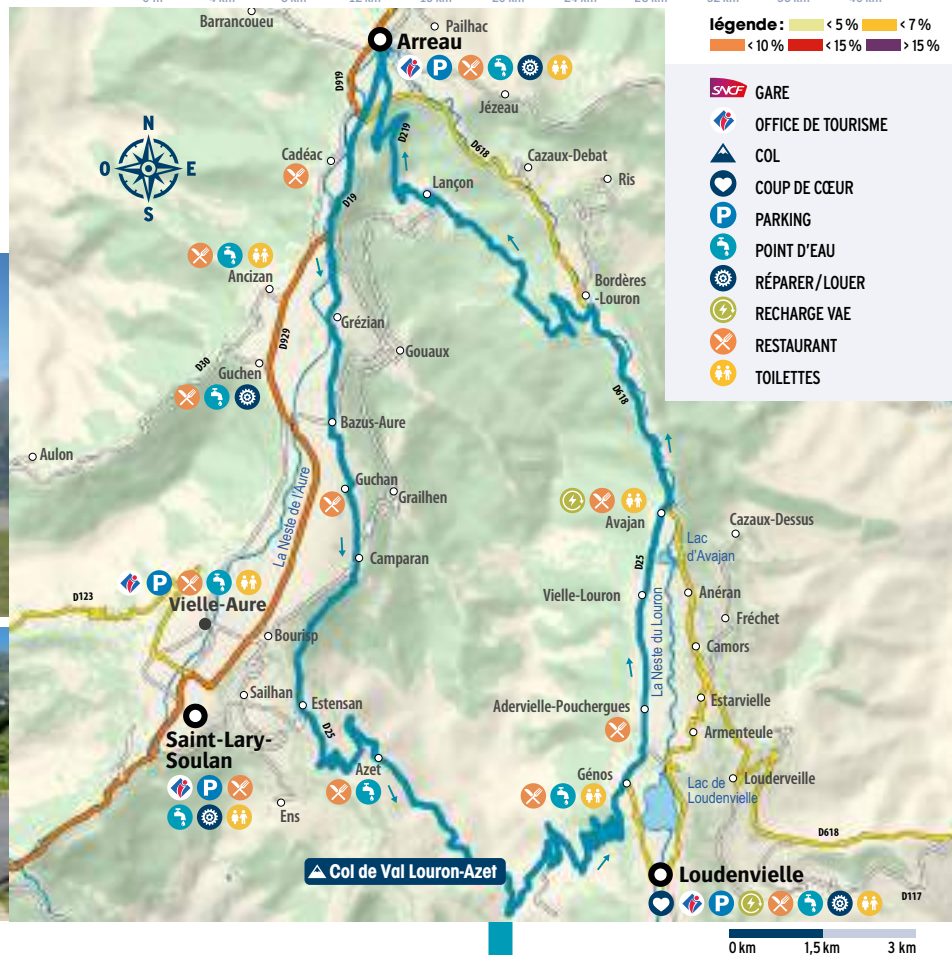 légende : < 5 % < 7 %
< 10 % < 15 % > 15 %
SNCF GARE
OFFICE DE TOURISME
COL
COUP DE CŒUR
P PARKING
POINT D'EAU
RÉPARER/LOUER
RECHARGE VAE
RESTAURANT
TOILETTES
Barrancoueu
Pailhac
Arreau
P
D919
Jézeau
N
O E
S
D219
D618
Cadéac
Cazaux-Debat
Ris
Lançon
D19
Ancizan
Bordères
-Louron
Grézian
D929
Gouaux
D30
Guchen
D618
Bazus-Aure
Aulon
Guchan
Grailhen
La Neste de l'Aure
Avajan
Cazaux-Dessus
Lac
d'Avajan
Camparan
D25
P
D123
Vielle-Aure
Vielle-Louron
Anéran
Fréchet
La Neste du Louron
Bourisp
Camors
Sailhan
Estensan
Estarvielle
Adervielle-Pouchergues
D25
Armenteule
Saint-Lary-
Soulan
Azet
Génos
Lac de
Loudenvielle
Louderveille
P
Ens
D618
Col de Val Louron-Azet
Loudenvielle
D117
P
0 km 1,5 km 3 km